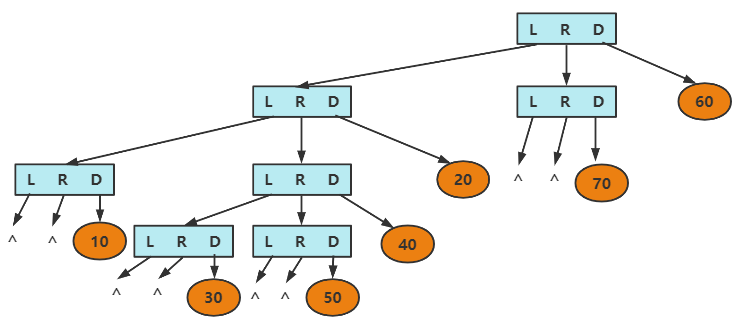 L R D
L R D
L R D
60
L R D
L R D
20
^ ^ 70
^ ^ 10
L R D
L R D
40
^ ^ 30
^ ^ 50